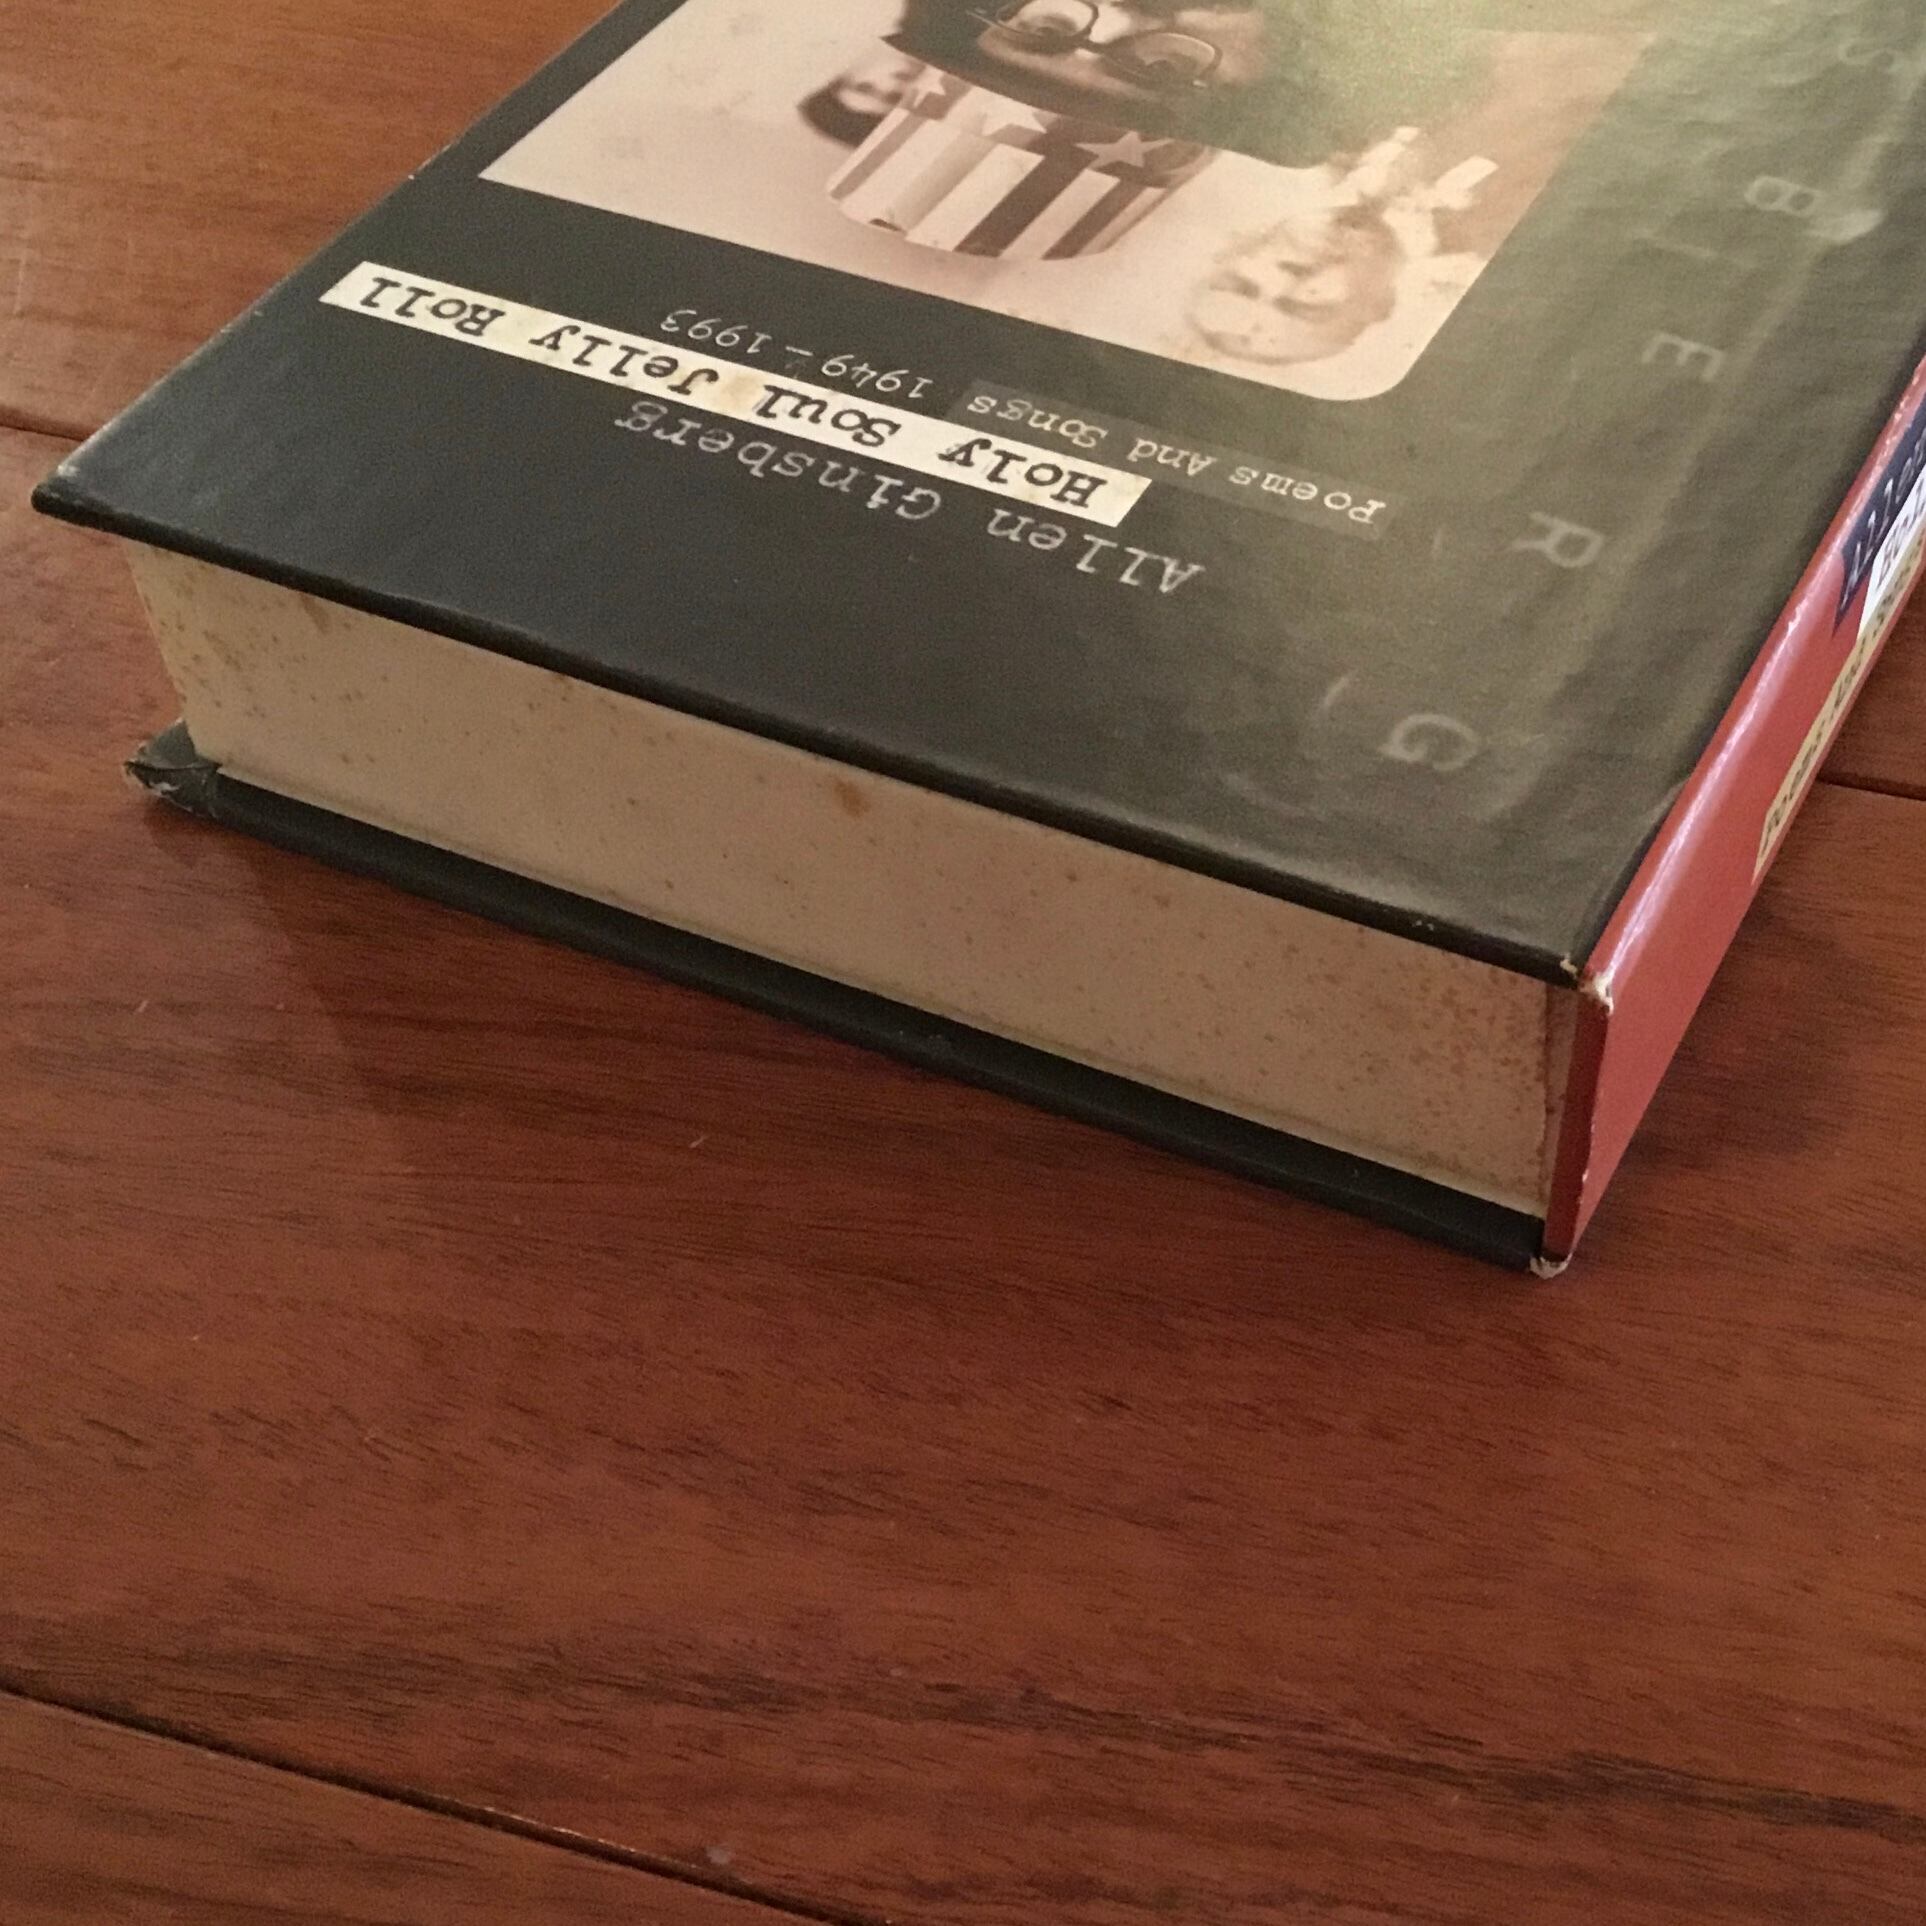 Allen Ginsberg
Holy Soul Jelly Roll
Poems And Songs 1949-1993
S B E R G